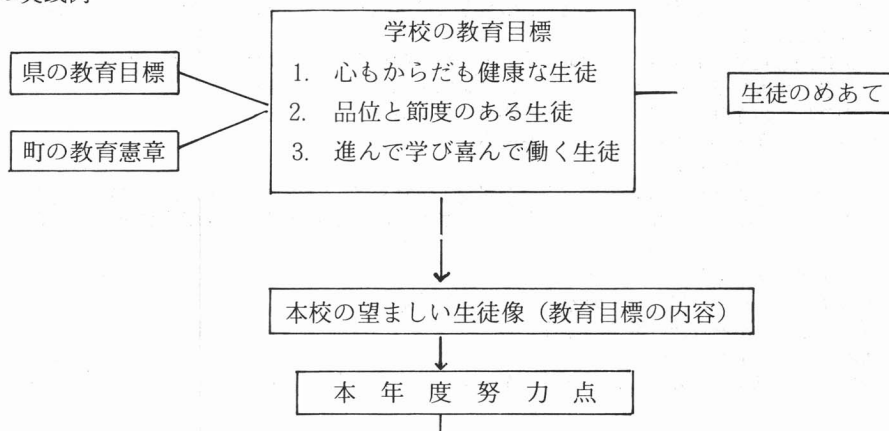 学校の教育目標
1. 心もからだも健康な生徒
2. 品位と節度のある生徒
3. 進んで学び喜んで働く生徒
県の教育目標
町の教育憲章
生徒のめあて
本校の望ましい生徒像(教育目標の内容)
本年度努力点